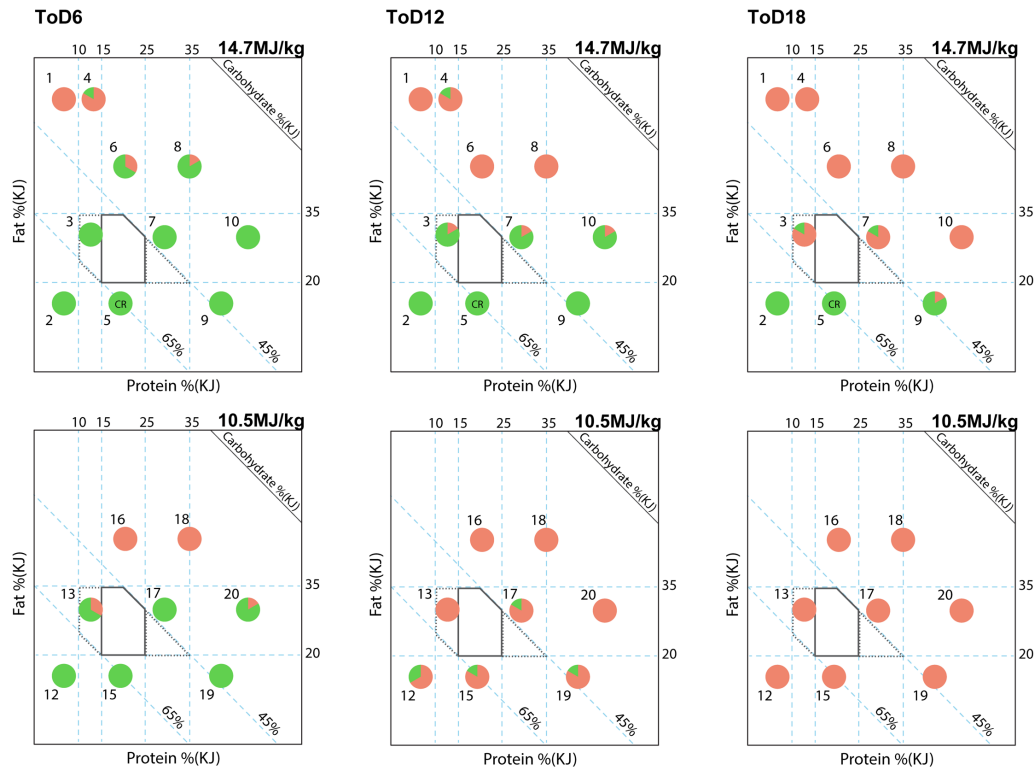 ToD6
ToD12
ToD18
14.7MJ/kg
14.7MJ/kg
14.7MJ/kg
10 15 25 35
10 15 25 35
10 15 25 35
Carbohydrate %(KJ)
Carbohydrate %(KJ)
Carbohydrate %(KJ)
1 4
1 4
1 4
6 8
6 8
6 8
Fat %(KJ)
Fat %(KJ)
Fat %(KJ)
3 7 10 35
3 7 10 35
3 7 10 35
20
20
20
2 5 CR 9
2 5 CR 9
2 5 CR 9
65% 45%
65% 45%
65% 45%
Protein %(KJ)
Protein %(KJ)
Protein %(KJ)
10.5MJ/kg
10.5MJ/kg
10.5MJ/kg
10 15 25 35
10 15 25 35
10 15 25 35
Carbohydrate %(KJ)
Carbohydrate %(KJ)
Carbohydrate %(KJ)
16 18
16 18
16 18
Fat %(KJ)
Fat %(KJ)
Fat %(KJ)
13 17 20 35
13 17 20 35
13 17 20 35
20
20
20
12 15 19
12 15 19
12 15 19
65% 45%
65% 45%
65% 45%
Protein %(KJ)
Protein %(KJ)
Protein %(KJ)